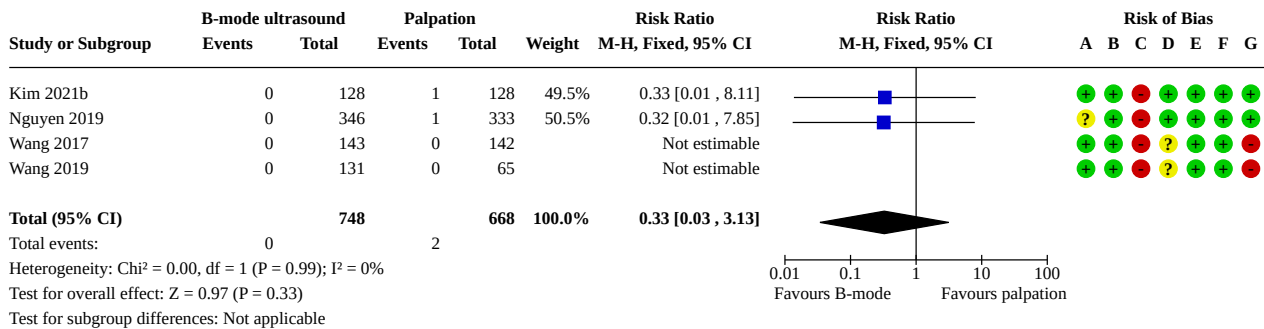 B-mode ultrasound Palpation Risk Ratio Risk Ratio Risk of Bias
Study or Subgroup Events Total Events Total Weight M-H, Fixed, 95% CI M-H, Fixed, 95% CI A B C D E F G
Kim 2021b 0 128 1 128 49.5% 0.33 [0.01 , 8.11] + + - + + + +
Nguyen 2019 0 346 1 333 50.5% 0.32 [0.01 , 7.85] ? + - + + + +
Wang 2017 0 143 0 142 Not estimable + + - ? + + -
Wang 2019 0 131 0 65 Not estimable + + - ? + + -
Total (95% CI) 748 668 100.0% 0.33 [0.03 , 3.13]
Total events: 0 2
Heterogeneity: Chi² = 0.00, df = 1 (P = 0.99); I² = 0%
0.01 0.1 1 10 100
Test for overall effect: Z = 0.97 (P = 0.33) Favours B-mode Favours palpation
Test for subgroup differences: Not applicable